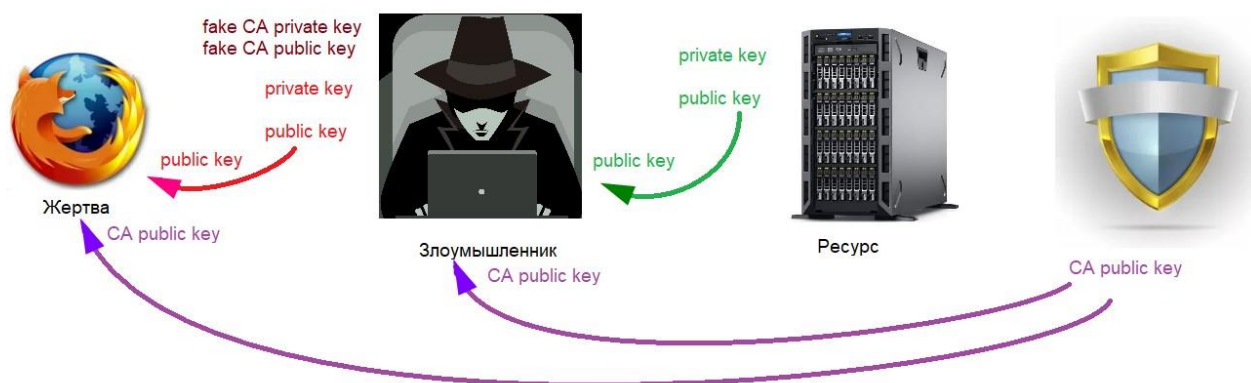 fake CA private key
fake CA public key
private key
public key
public key
Жертва
CA public key
Злоумышленник
CA public key
private key
public key
public key
Ресурс
CA public key